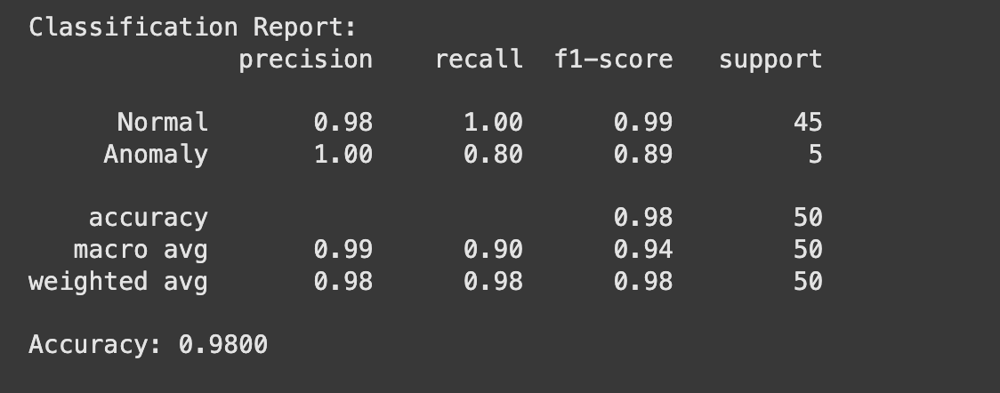 Classification Report:
              precision    recall  f1-score   support

      Normal       0.98      1.00      0.99        45
     Anomaly       1.00      0.80      0.89         5

    accuracy                           0.98        50
   macro avg       0.99      0.90      0.94        50
weighted avg       0.98      0.98      0.98        50

Accuracy: 0.9800